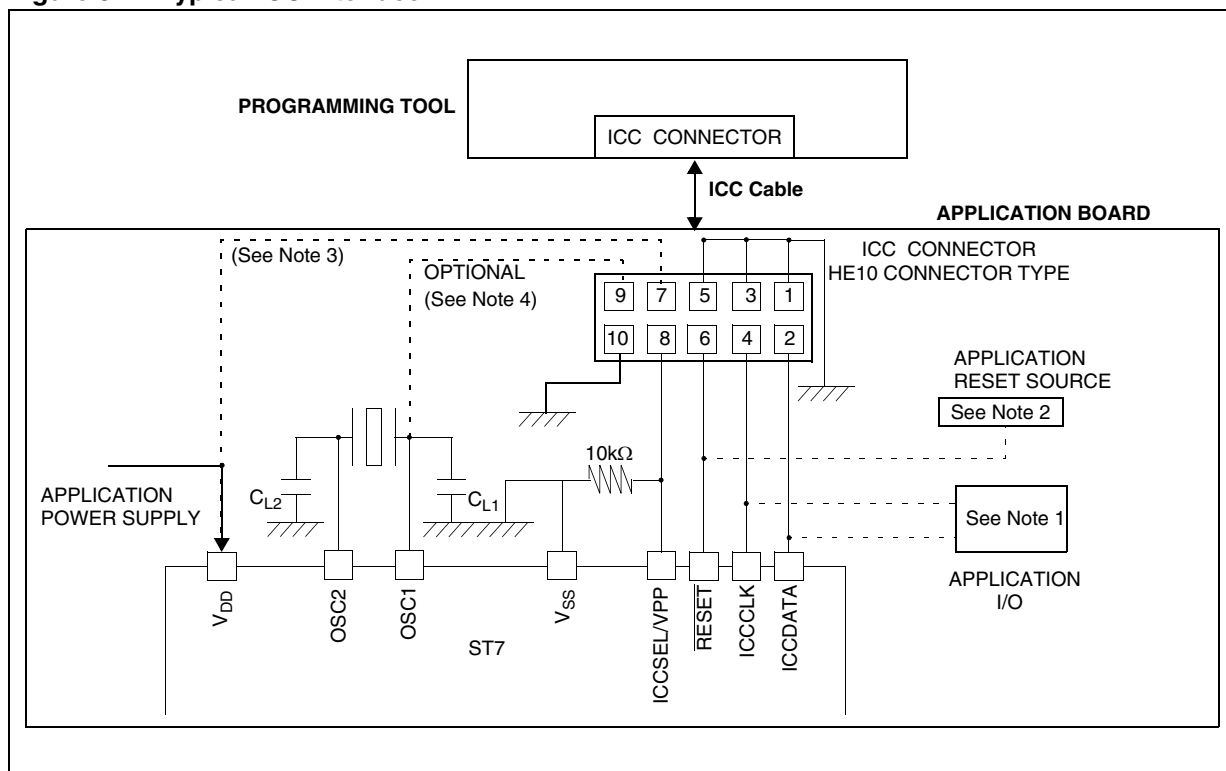 PROGRAMMING TOOL
ICC CONNECTOR
ICC Cable
APPLICATION BOARD
(See Note 3)
OPTIONAL
(See Note 4)
ICC CONNECTOR
HE10 CONNECTOR TYPE
9
7
5
3
1
10
8
6
4
2
APPLICATION
RESET SOURCE
See Note 2
10kΩ
APPLICATION
POWER SUPPLY
CL2
CL1
See Note 1
APPLICATION
I/O
VDD
OSC2
OSC1
VSS
ICCSEL/VPP
RESET
ICCCLK
ICCDATA
ST7